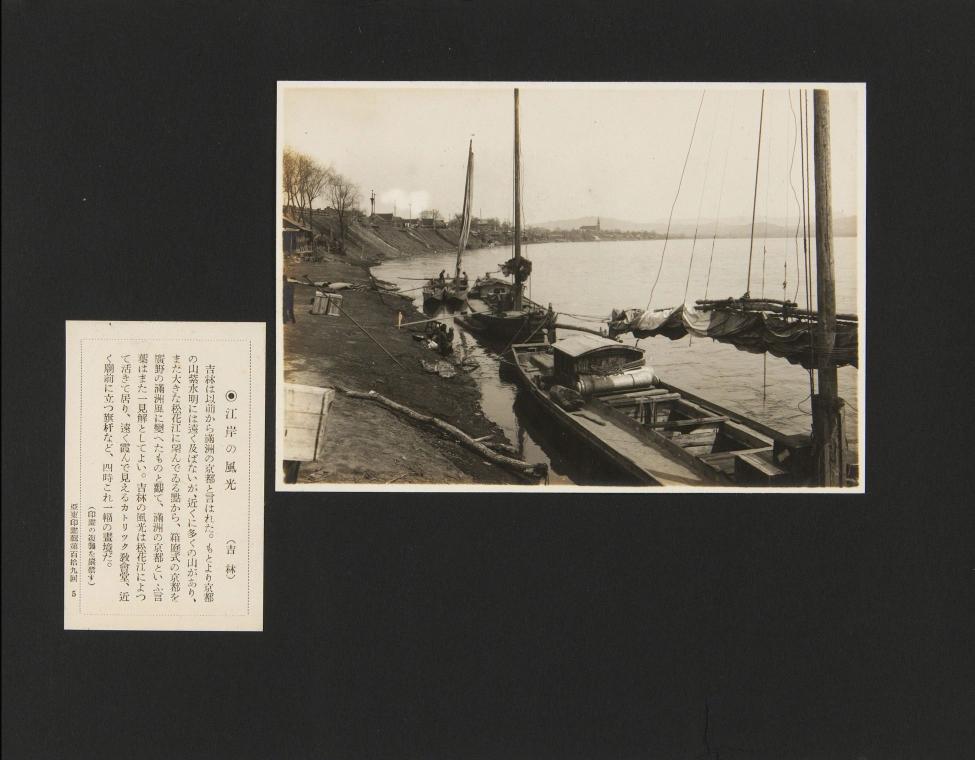 ◉江岸の風光 （吉林）
吉林は以前から滿洲の京都と言はれた。もとより京都
の山紫水明には遠く及ばないが、近くに多くの山があり、
また大きな松花江に臨んでゐる點から、箱庭式の京都を
廣野の滿洲風に變へたものと觀て、滿洲の京都といふ言
葉はまた一見解としてよい。吉林の風光は松花江によつ
て活きて居り、遠く霞んで見えるカトリック敎會堂、近
く廟前に立つ旗杆など、四時これ一幅の畫境だ。
（印畫の複製を嚴禁す）
亞東印畫輯第百拾九回 5